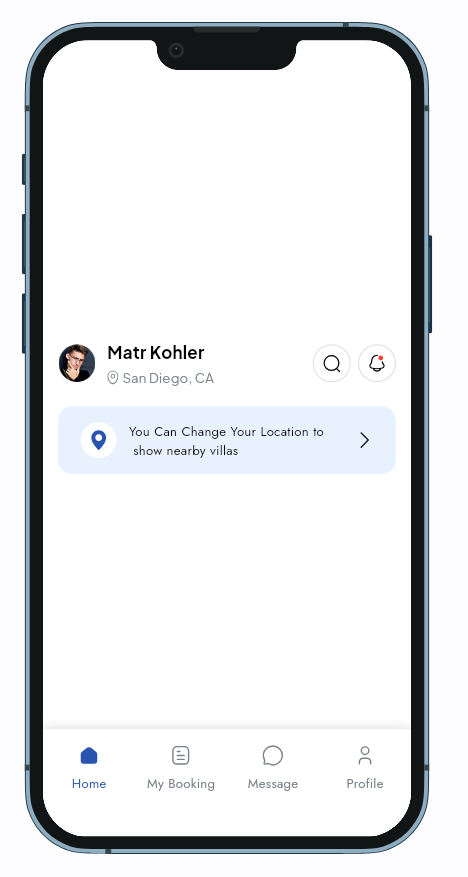 Matr Kohler
San Diego, CA
You Can Change Your Location to
show nearby villas
Home
My Booking
Message
Profile